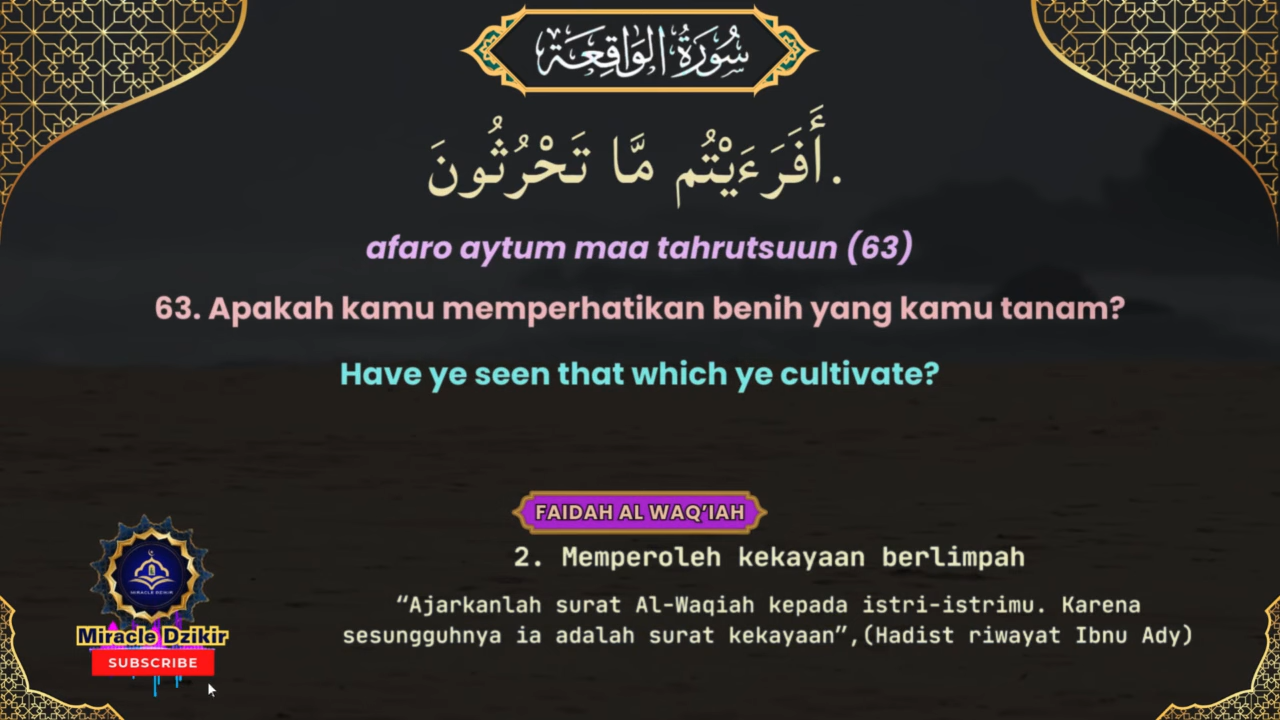 سُورَةُ الوَاقِعَة
أَفَرَءَيْتُم مَّا تَحْرُثُونَ.
afaro aytum maa tahrutsuun (63)
63. Apakah kamu memperhatikan benih yang kamu tanam?
Have ye seen that which ye cultivate?
FAIDAH AL WAQ'IAH
2. Memperoleh kekayaan berlimpah
“Ajarkanlah surat Al-Waqiah kepada istri-istrimu. Karena
sesungguhnya ia adalah surat kekayaan”,(Hadist riwayat Ibnu Ady)
Miracle Dzikir
SUBSCRIBE